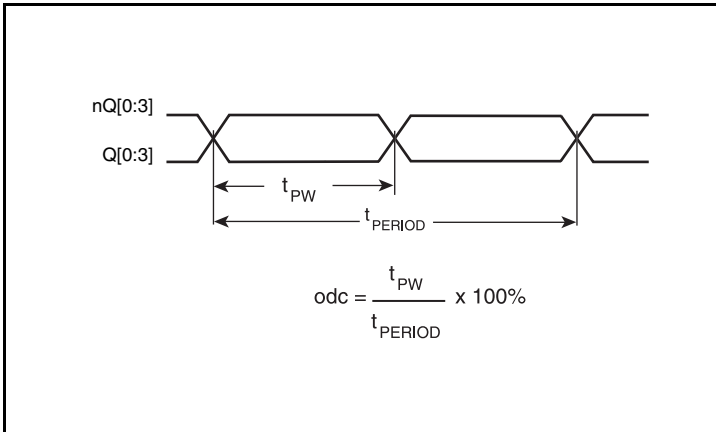 nQ[0:3]
Q[0:3]
tPW
tPERIOD
odc = tPW / tPERIOD x 100%